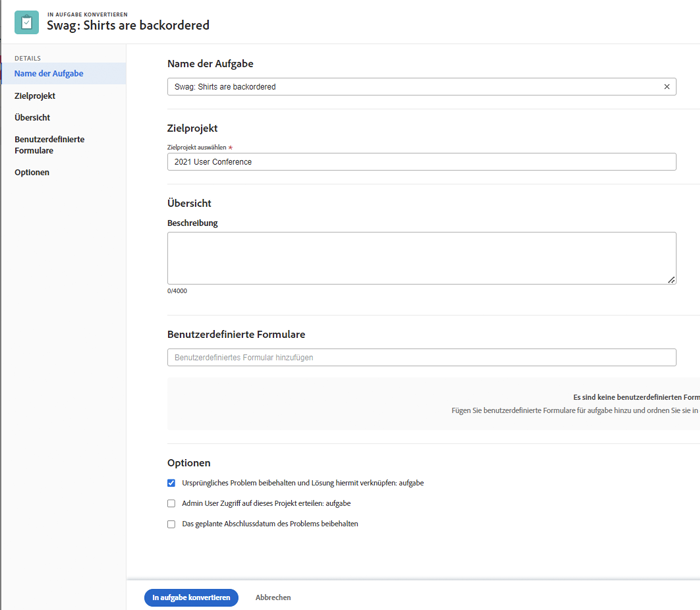 IN AUFGABE KONVERTIEREN
Swag: Shirts are backordered
DETAILS
Name der Aufgabe
Zielprojekt
Übersicht
Benutzerdefinierte
Formulare
Optionen
Name der Aufgabe
Swag: Shirts are backordered
Zielprojekt
Zielprojekt auswählen *
2021 User Conference
Übersicht
Beschreibung
0/4000
Benutzerdefinierte Formulare
Benutzerdefiniertes Formular hinzufügen
Es sind keine benutzerdefinierten Form
Fügen Sie benutzerdefinierte Formulare für aufgabe hinzu und ordnen Sie sie in
Optionen
Ursprüngliches Problem beibehalten und Lösung hiermit verknüpfen: aufgabe
Admin User Zugriff auf dieses Projekt erteilen: aufgabe
Das geplante Abschlussdatum des Problems beibehalten
In aufgabe konvertieren Abbrechen